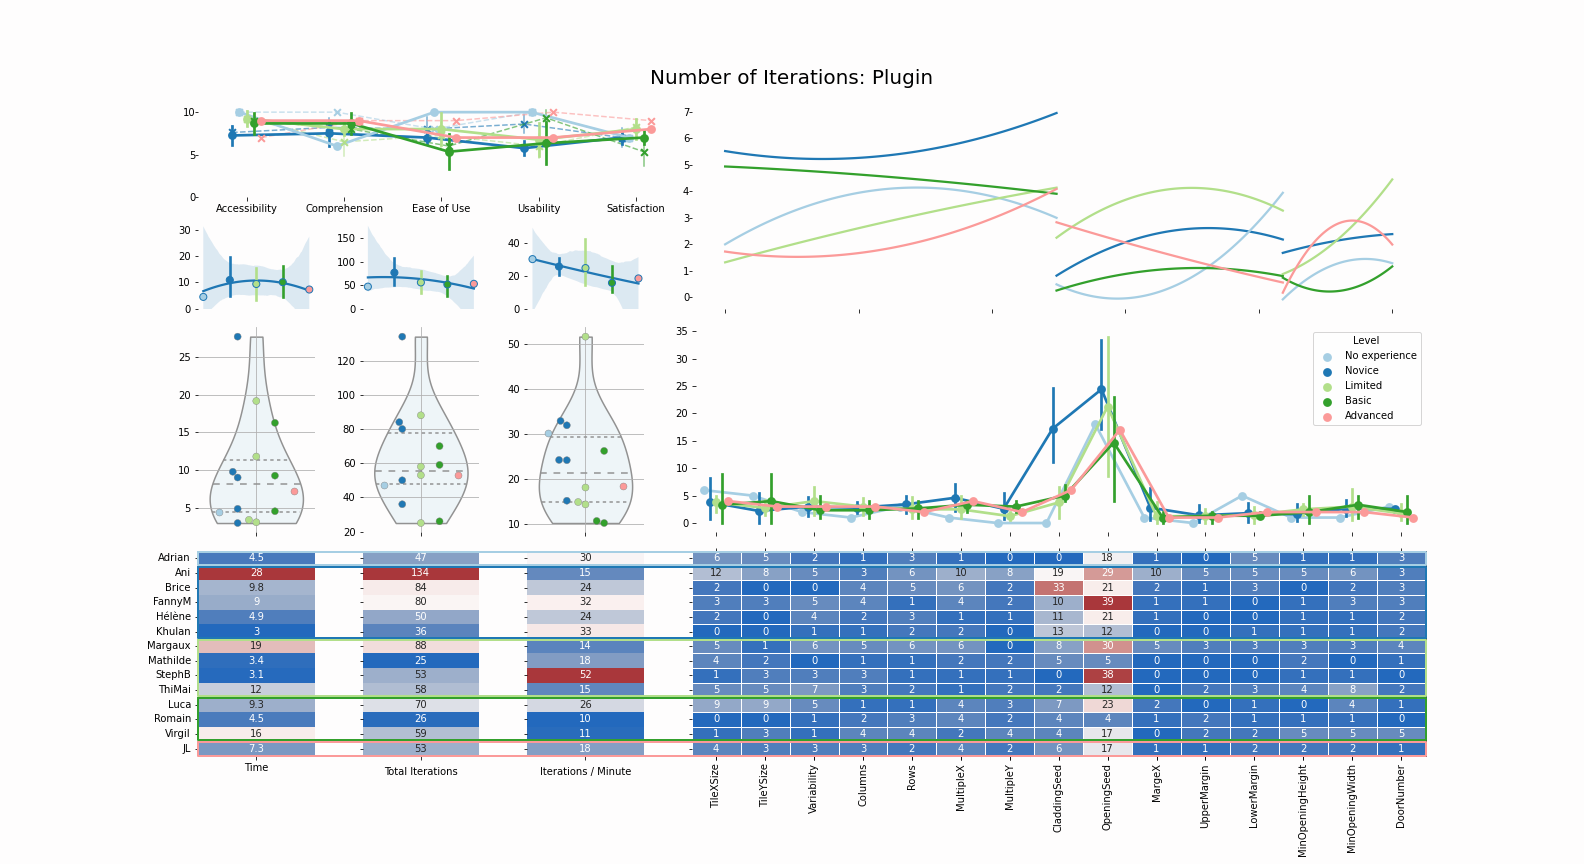 Number of Iterations: Plugin
10
5
0
Accessibility Comprehension Ease of Use Usability Satisfaction
7
6
5
4
3
2
1
0
30
20
10
0
150
100
50
0
40
20
0
25
20
15
10
5
120
100
80
60
40
20
50
40
30
20
10
35
30
25
20
15
10
5
0
Level
No experience
Novice
Limited
Basic
Advanced
Adrian 4.5 47 30 6 5 2 1 3 1 0 0 18 1 0 5 1 1 3
Ani 28 134 15 12 8 5 3 6 10 8 19 29 10 5 5 5 6 3
Brice 9.8 84 24 2 0 0 4 5 6 2 33 21 2 1 3 0 2 3
FannyM 9 80 32 3 3 5 4 1 4 2 10 39 1 1 0 1 3 3
Hélène 4.9 50 24 2 0 4 2 3 1 1 11 21 1 0 0 1 1 2
Khulan 3 36 33 0 0 1 1 2 2 0 13 12 0 0 1 1 1 2
Margaux 19 88 14 5 1 6 5 6 6 0 8 30 5 3 3 3 3 4
Mathilde 3.4 25 18 4 2 0 1 1 2 2 5 5 0 0 0 2 0 1
StephB 3.1 53 52 1 3 3 3 1 1 1 0 38 0 0 0 1 1 0
ThiMai 12 58 15 5 5 7 3 2 1 2 2 12 0 2 3 4 8 2
Luca 9.3 70 26 9 9 5 1 1 4 3 7 23 2 0 1 0 4 1
Romain 4.5 26 10 0 0 1 2 3 4 2 4 4 1 2 1 1 1 0
Virgil 16 59 11 1 3 1 4 4 2 4 4 17 0 2 2 5 5 5
JL 7.3 53 18 4 3 3 3 2 4 2 6 17 1 1 2 2 2 1
Time Total Iterations Iterations / Minute
TileXSize
TileYSize
Variability
Columns
Rows
MultipleX
MultipleY
CladdingSeed
OpeningSeed
MargeX
UpperMargin
LowerMargin
MinOpeningHeight
MinOpeningWidth
DoorNumber